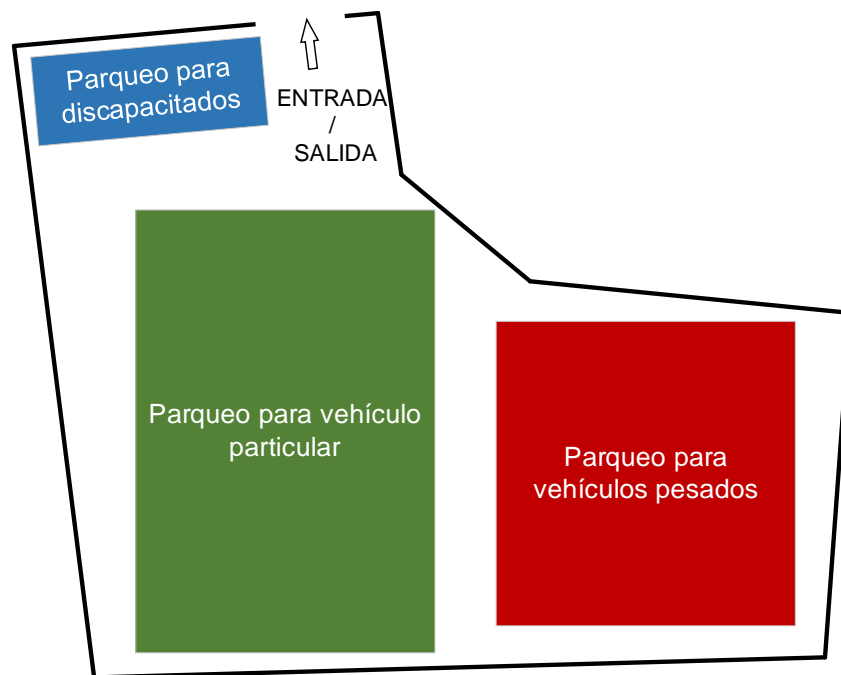 Parqueo para
discapacitados
ENTRADA
/
SALIDA
Parqueo para vehículo
particular
Parqueo para
vehículos pesados